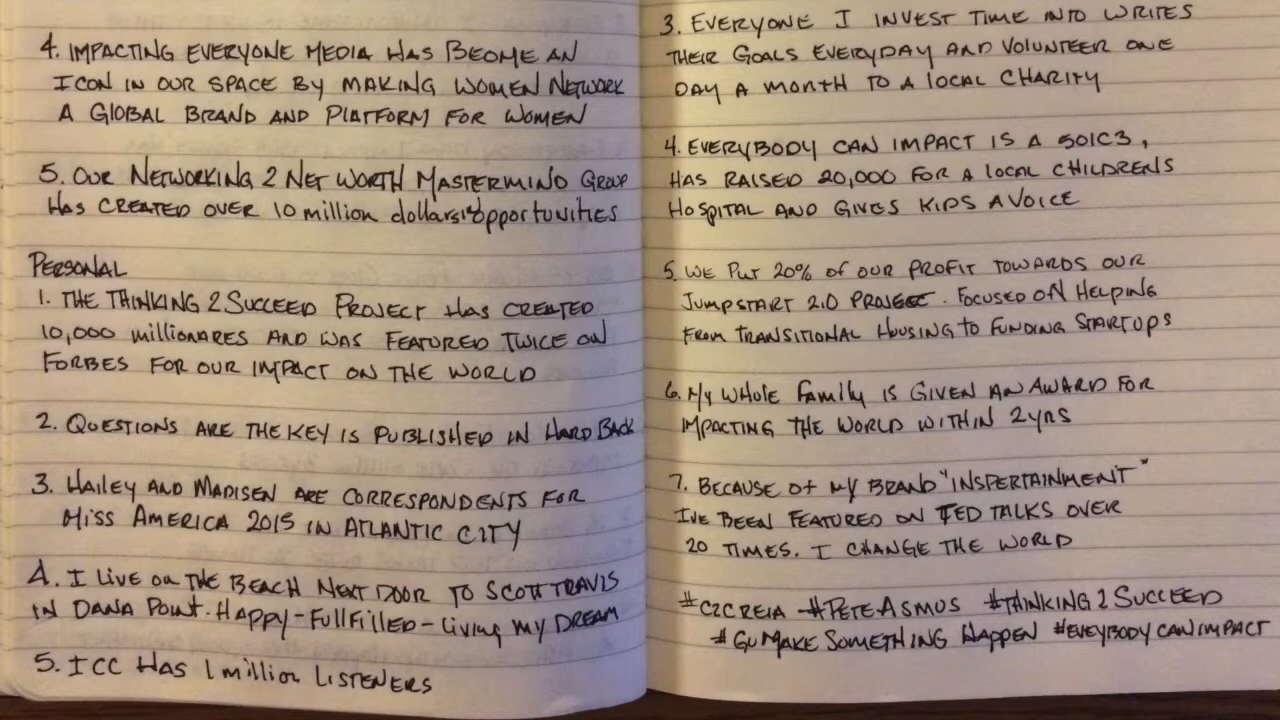 4. IMPACTING EVERYONE MEDIA HAS BEOME AN
ICON IN OUR SPACE BY MAKING WOMEN NETWORK
A GLOBAL BRAND AND PLATFORM FOR WOMEN
5. OUR NETWORKING 2 NET WORTH MASTERMIND GROUP
HAS CREATED OVER 10 million dollars opportunities
PERSONAL
1. THE THINKING 2 SUCCEED PROJECT HAS CREATED
10,000 millionares AND WAS FEATURED TWICE ON
FORBES FOR OUR IMPACT ON THE WORLD
2. QUESTIONS ARE THE KEY IS PUBLISHED IN HARD BACK
3. HAILEY AND MADISEN ARE CORRESPONDENTS FOR
MISS AMERICA 2015 IN ATLANTIC CITY
4. I LIVE ON THE BEACH NEXT DOOR TO SCOTT TRAVIS
IN DANA POINT. HAPPY - FULLFILLED - LIVING MY DREAM
5. ICC HAS 1 million LISTENERS
3. EVERYONE I INVEST TIME INTO WRITES
THEIR GOALS EVERYDAY AND VOLUNTEER ONE
DAY A MONTH TO A LOCAL CHARITY
4. EVERYBODY CAN IMPACT IS A 501C3,
HAS RAISED 20,000 FOR A LOCAL CHILDRENS
HOSPITAL AND GIVES KIDS A VOICE
5. WE PUT 20% OF OUR PROFIT TOWARDS OUR
JUMPSTART 2.0 . FOCUSED ON HELPING
FROM TRANSITIONAL HOUSING TO FUNDING STARTUPS
6. MY WHOLE FAMILY IS GIVEN AN AWARD FOR
IMPACTING THE WORLD WITHIN 2 YRS
7. BECAUSE OF MY BRAND "INSPERTAINMENT"
I'VE BEEN FEATURED ON TED TALKS OVER
20 TIMES. I CHANGE THE WORLD
#C2CREIA #PETEASMUS #THINKING2SUCCEED
#GUMAKESOMETHINGHAPPEN #EVEYBODYCANIMPACT